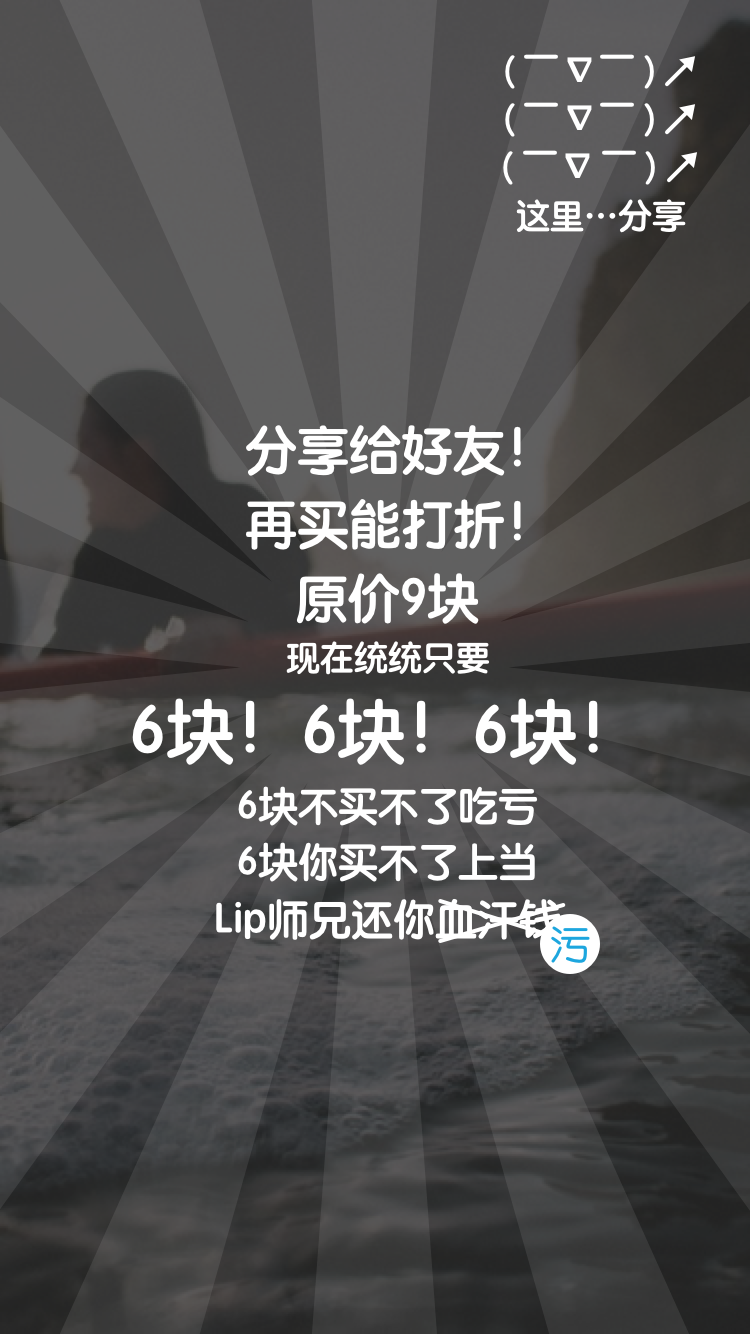 (￣▽￣)↗
(￣▽￣)↗
(￣▽￣)↗
这里…分享
分享给好友！
再买能打折！
原价9块
现在统统只要
6块！6块！6块！
6块不买不了吃亏
6块你买不了上当
Lip师兄还你血汗钱
污